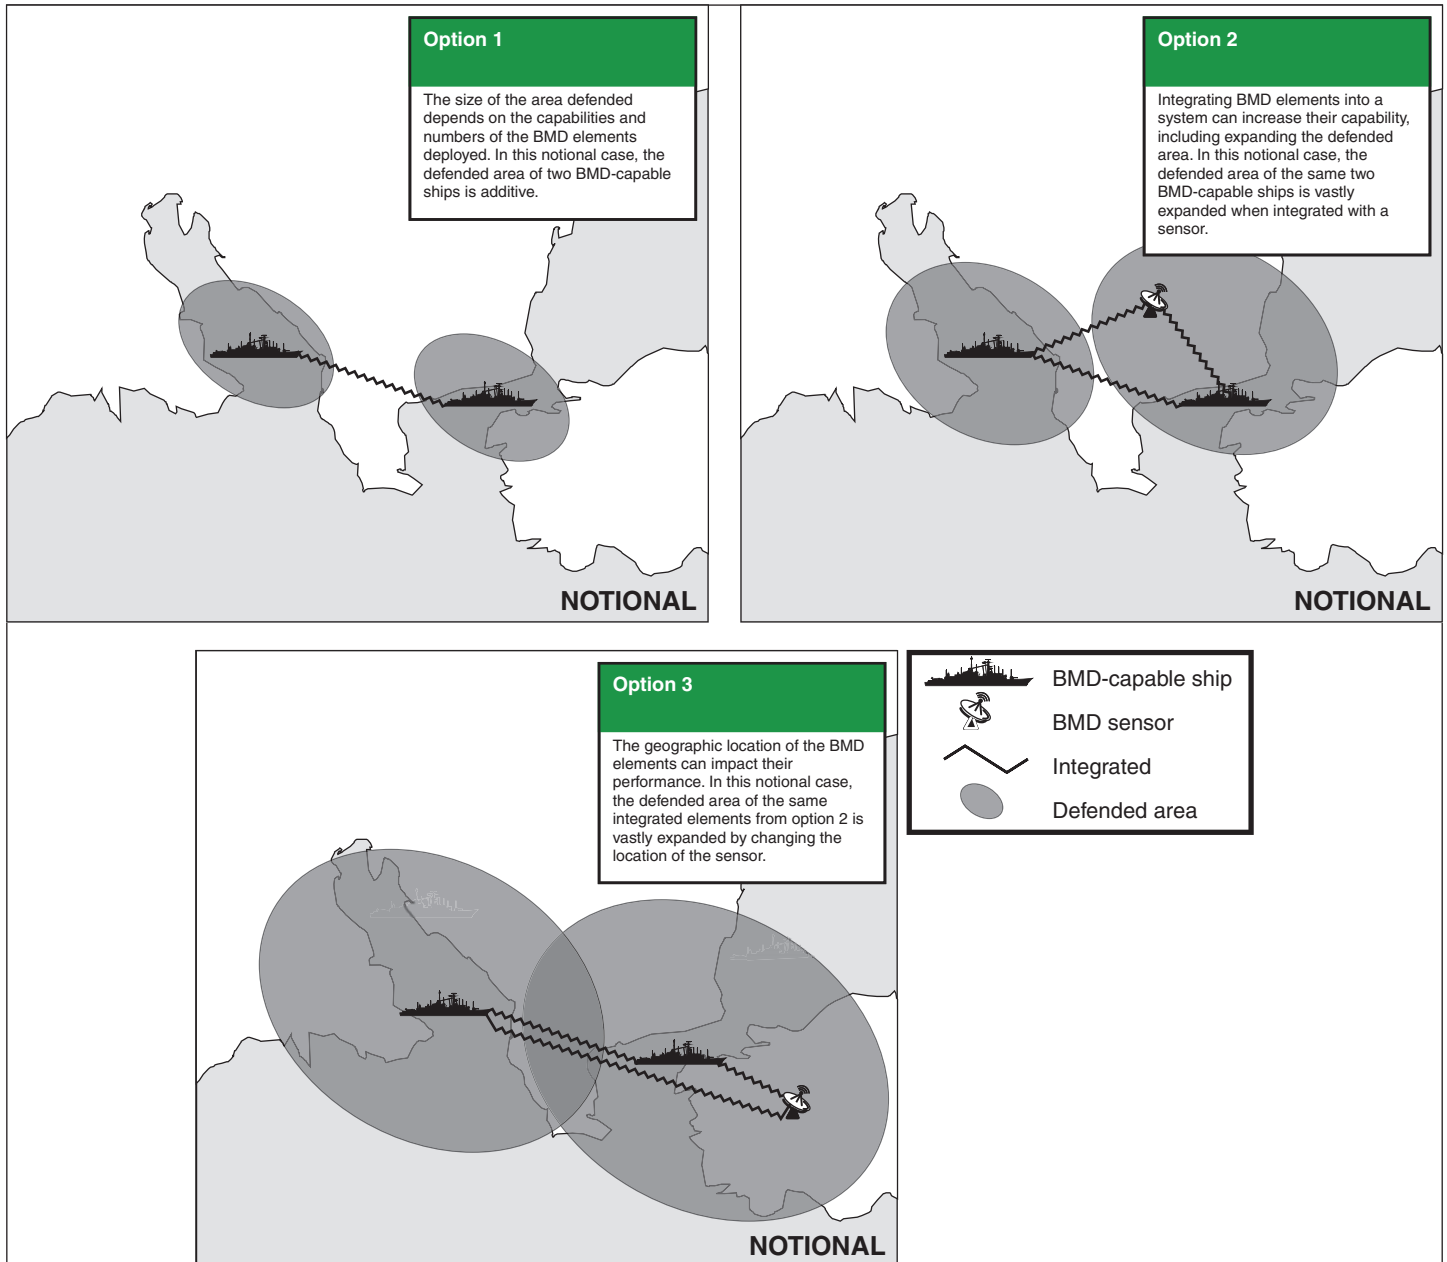 Option 1
The size of the area defended
depends on the capabilities and
numbers of the BMD elements
deployed. In this notional case, the
defended area of two BMD-capable
ships is additive.
NOTIONAL
Option 2
Integrating BMD elements into a
system can increase their capability,
including expanding the defended
area. In this notional case, the
defended area of the same two
BMD-capable ships is vastly
expanded when integrated with a
sensor.
NOTIONAL
Option 3
The geographic location of the BMD
elements can impact their
performance. In this notional case,
the defended area of the same
integrated elements from option 2 is
vastly expanded by changing the
location of the sensor.
NOTIONAL
BMD-capable ship
BMD sensor
Integrated
Defended area